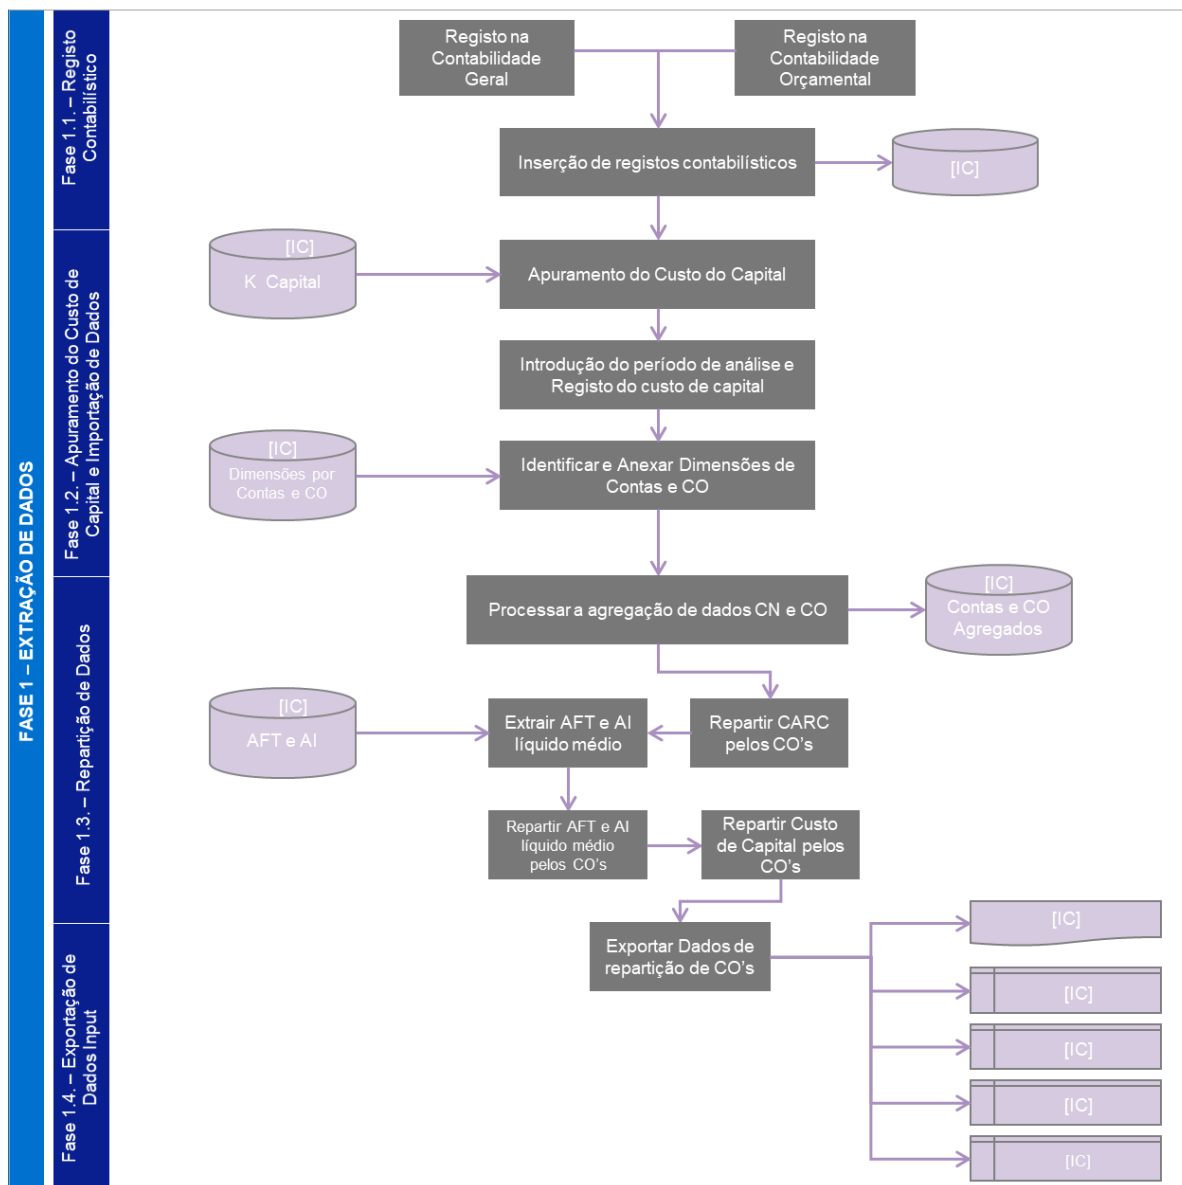 FASE 1 – EXTRAÇÃO DE DADOS
Fase 1.1. – Registo
Contabilístico
Registo na
Contabilidade
Geral
Registo na
Contabilidade
Orçamental
Inserção de registos contabilísticos
[IC]
Fase 1.2. – Apuramento do Custo de
Capital e Importação de Dados
[IC]
K Capital
Apuramento do Custo do Capital
Introdução do período de análise e
Registo do custo de capital
[IC]
Dimensões por
Contas e CO
Identificar e Anexar Dimensões de
Contas e CO
Fase 1.3. – Repartição de Dados
Processar a agregação de dados CN e CO
[IC]
Contas e CO
Agregados
[IC]
AFT e AI
Extrair AFT e AI
líquido médio
Repartir CARC
pelos CO's
Repartir AFT e AI
líquido médio
pelos CO's
Repartir Custo
de Capital pelos
CO's
Fase 1.4. – Exportação de
Dados Input
Exportar Dados de
repartição de CO's
[IC]
[IC]
[IC]
[IC]
[IC]